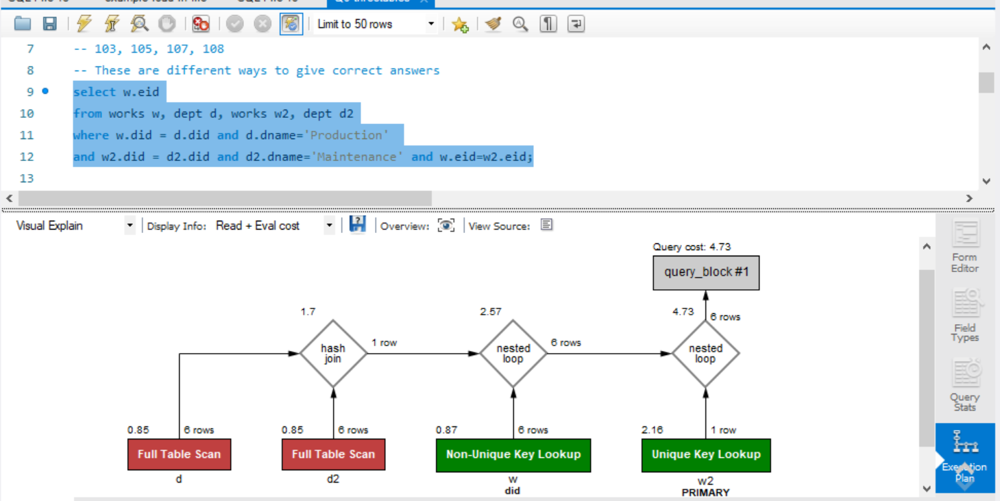 Limit to 50 rows
7 -- 103, 105, 107, 108
8 -- These are different ways to give correct answers
9 select w.eid
10 from works w, dept d, works w2, dept d2
11 where w.did = d.did and d.dname='Production'
12 and w2.did = d2.did and d2.dname='Maintenance' and w.eid=w2.eid;
13
Visual Explain Display Info: Read + Eval cost Overview: View Source:
Form
Editor
Field
Types
Query
Stats
Execution
Plan
Query cost: 4.73
query_block #1
1.7
2.57
4.73
6 rows
hash
join
1 row
nested
loop
6 rows
nested
loop
0.85 6 rows
0.85 6 rows
0.87 6 rows
2.16 1 row
Full Table Scan
Full Table Scan
Non-Unique Key Lookup
Unique Key Lookup
d
d2
w
did
w2
PRIMARY